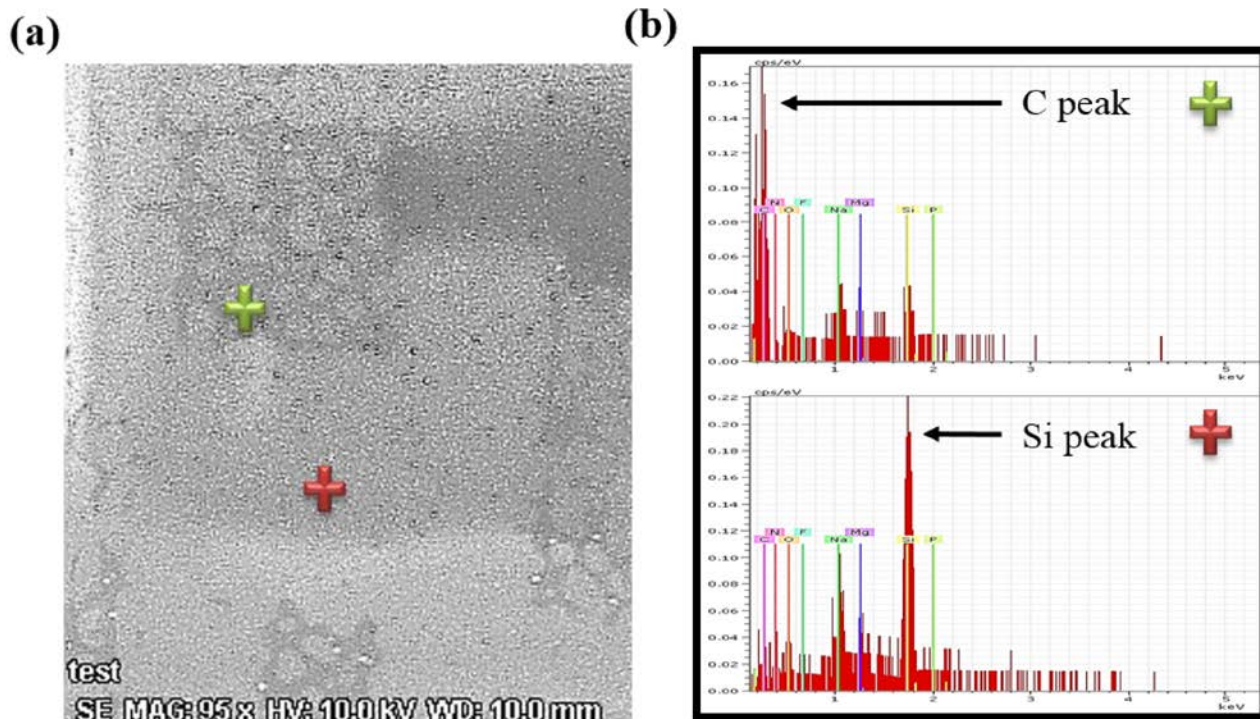 (a)
(b)
test
SE MAG: 95 x HV: 10.0 kV WD: 10.0 mm
cps/eV
0.16
0.14
0.12
0.10
0.08
0.06
0.04
0.02
0.00
C N O F Na Mg Si P
1 2 3 4 5
keV
C peak
cps/eV
0.22
0.20
0.18
0.16
0.14
0.12
0.10
0.08
0.06
0.04
0.02
0.00
C N O F Na Mg Si P
1 2 3 4 5
keV
Si peak